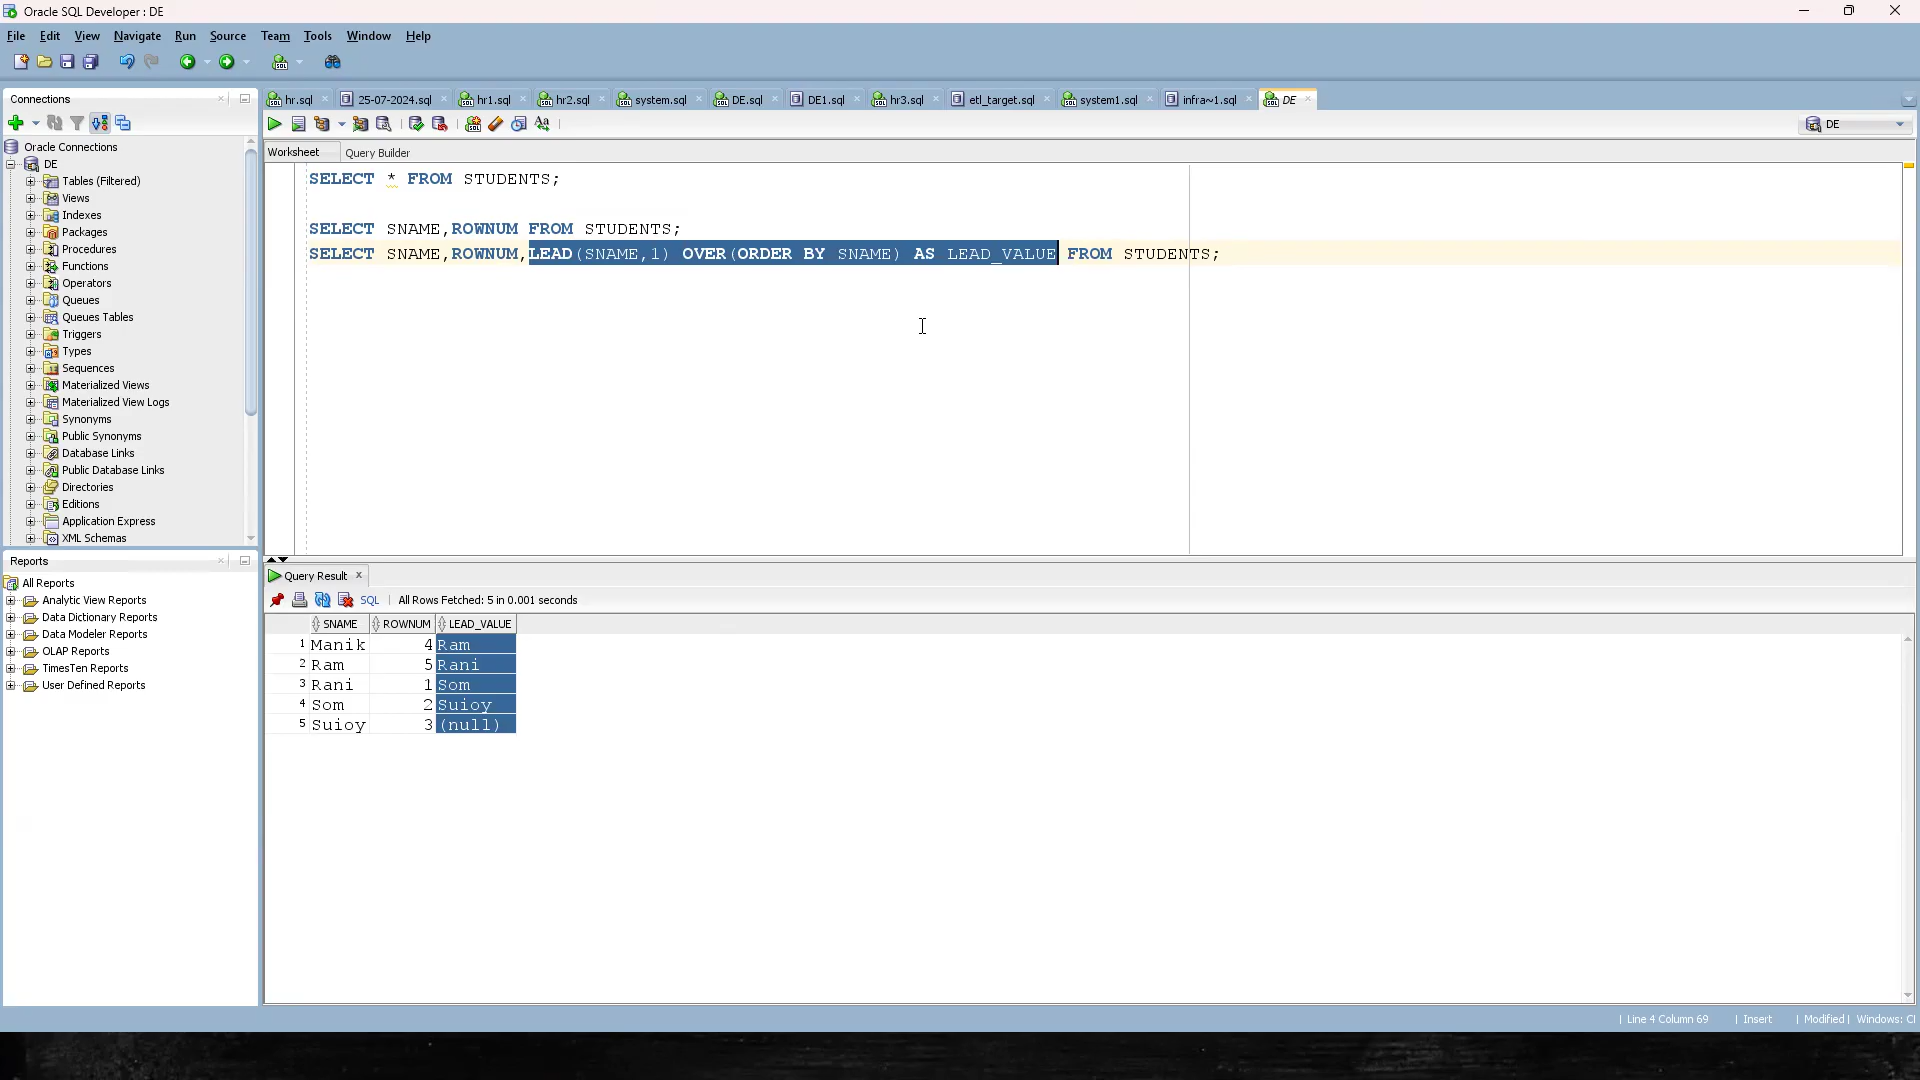 Oracle SQL Developer : DE
File Edit View Navigate Run Source Team Tools Window Help
Connections
hr.sql 25-07-2024.sql hr1.sql hr2.sql system.sql DE.sql DE1.sql hr3.sql etl_target.sql system1.sql infra~1.sql DE
DE
Worksheet Query Builder
Oracle Connections
DE
Tables (Filtered)
Views
Indexes
Packages
Procedures
Functions
Operators
Queues
Queues Tables
Triggers
Types
Sequences
Materialized Views
Materialized View Logs
Synonyms
Public Synonyms
Database Links
Public Database Links
Directories
Editions
Application Express
XML Schemas
SELECT * FROM STUDENTS;
SELECT SNAME,ROWNUM FROM STUDENTS;
SELECT SNAME,ROWNUM,LEAD(SNAME,1) OVER(ORDER BY SNAME) AS LEAD_VALUE FROM STUDENTS;
Reports
All Reports
Analytic View Reports
Data Dictionary Reports
Data Modeler Reports
OLAP Reports
TimesTen Reports
User Defined Reports
Query Result
SQL | All Rows Fetched: 5 in 0.001 seconds
SNAME ROWNUM LEAD_VALUE
1 Manik 4 Ram
2 Ram 5 Rani
3 Rani 1 Som
4 Som 2 Suioy
5 Suioy 3 (null)
| Line 4 Column 69 | Insert | Modified | Windows: Cl